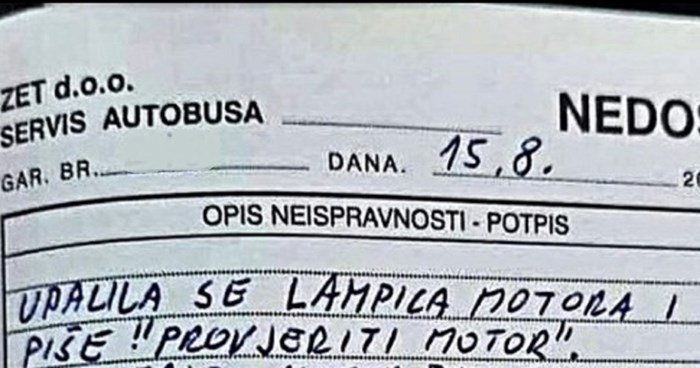 ZET d.o.o.
SERVIS AUTOBUSA
NEDOS
GAR. BR.
DANA. 15.8. 20
OPIS NEISPRAVNOSTI - POTPIS
UPALILA SE LAMPICA MOTORA I
PIŠE "PROVJERITI MOTOR".